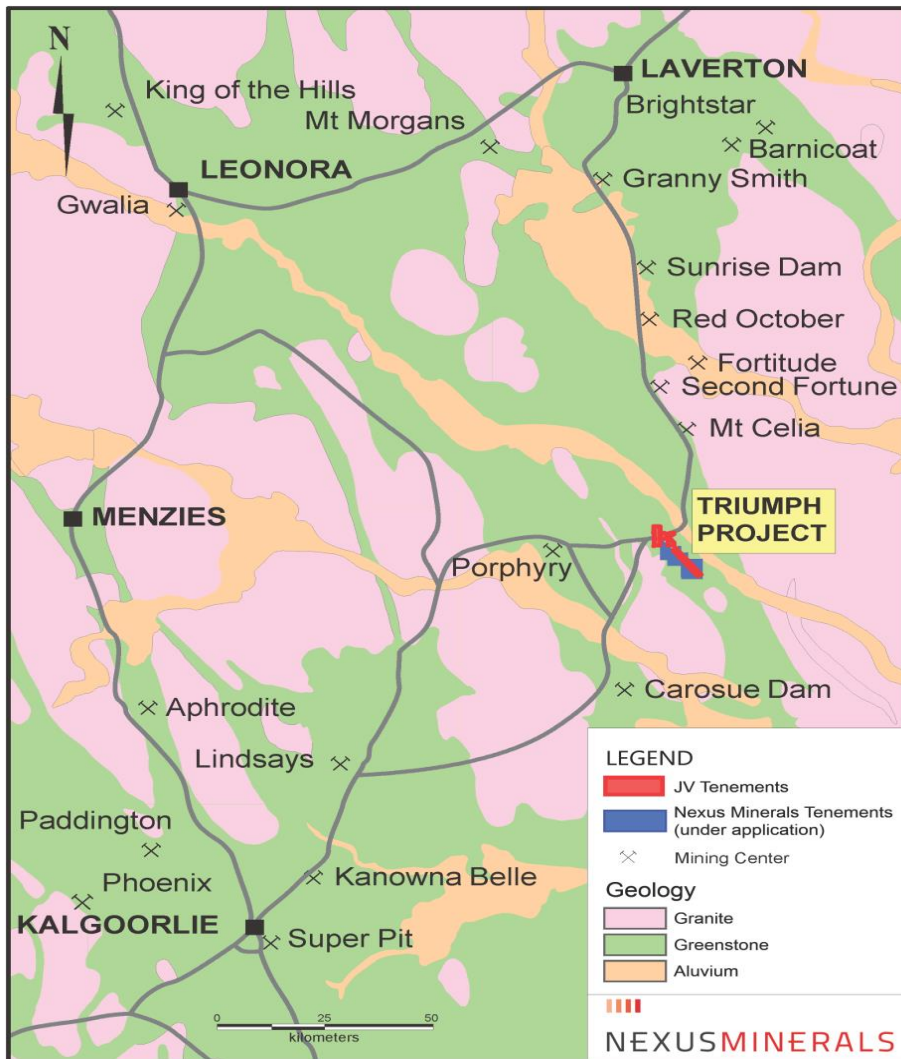 N
King of the Hills
Mt Morgans
LAVERTON
Brightstar
Barnicoat
LEONORA
Granny Smith
Gwalia
Sunrise Dam
Red October
Fortitude
Second Fortune
Mt Celia
MENZIES
TRIUMPH
PROJECT
Porphyry
Aphrodite
Carosue Dam
Lindsays
Paddington
Phoenix
Kanowna Belle
KALGOORLIE
Super Pit
0 25 50
kilometers
LEGEND
JV Tenements
Nexus Minerals Tenements
(under application)
Mining Center
Geology
Granite
Greenstone
Aluvium
NEXUSMINERALS